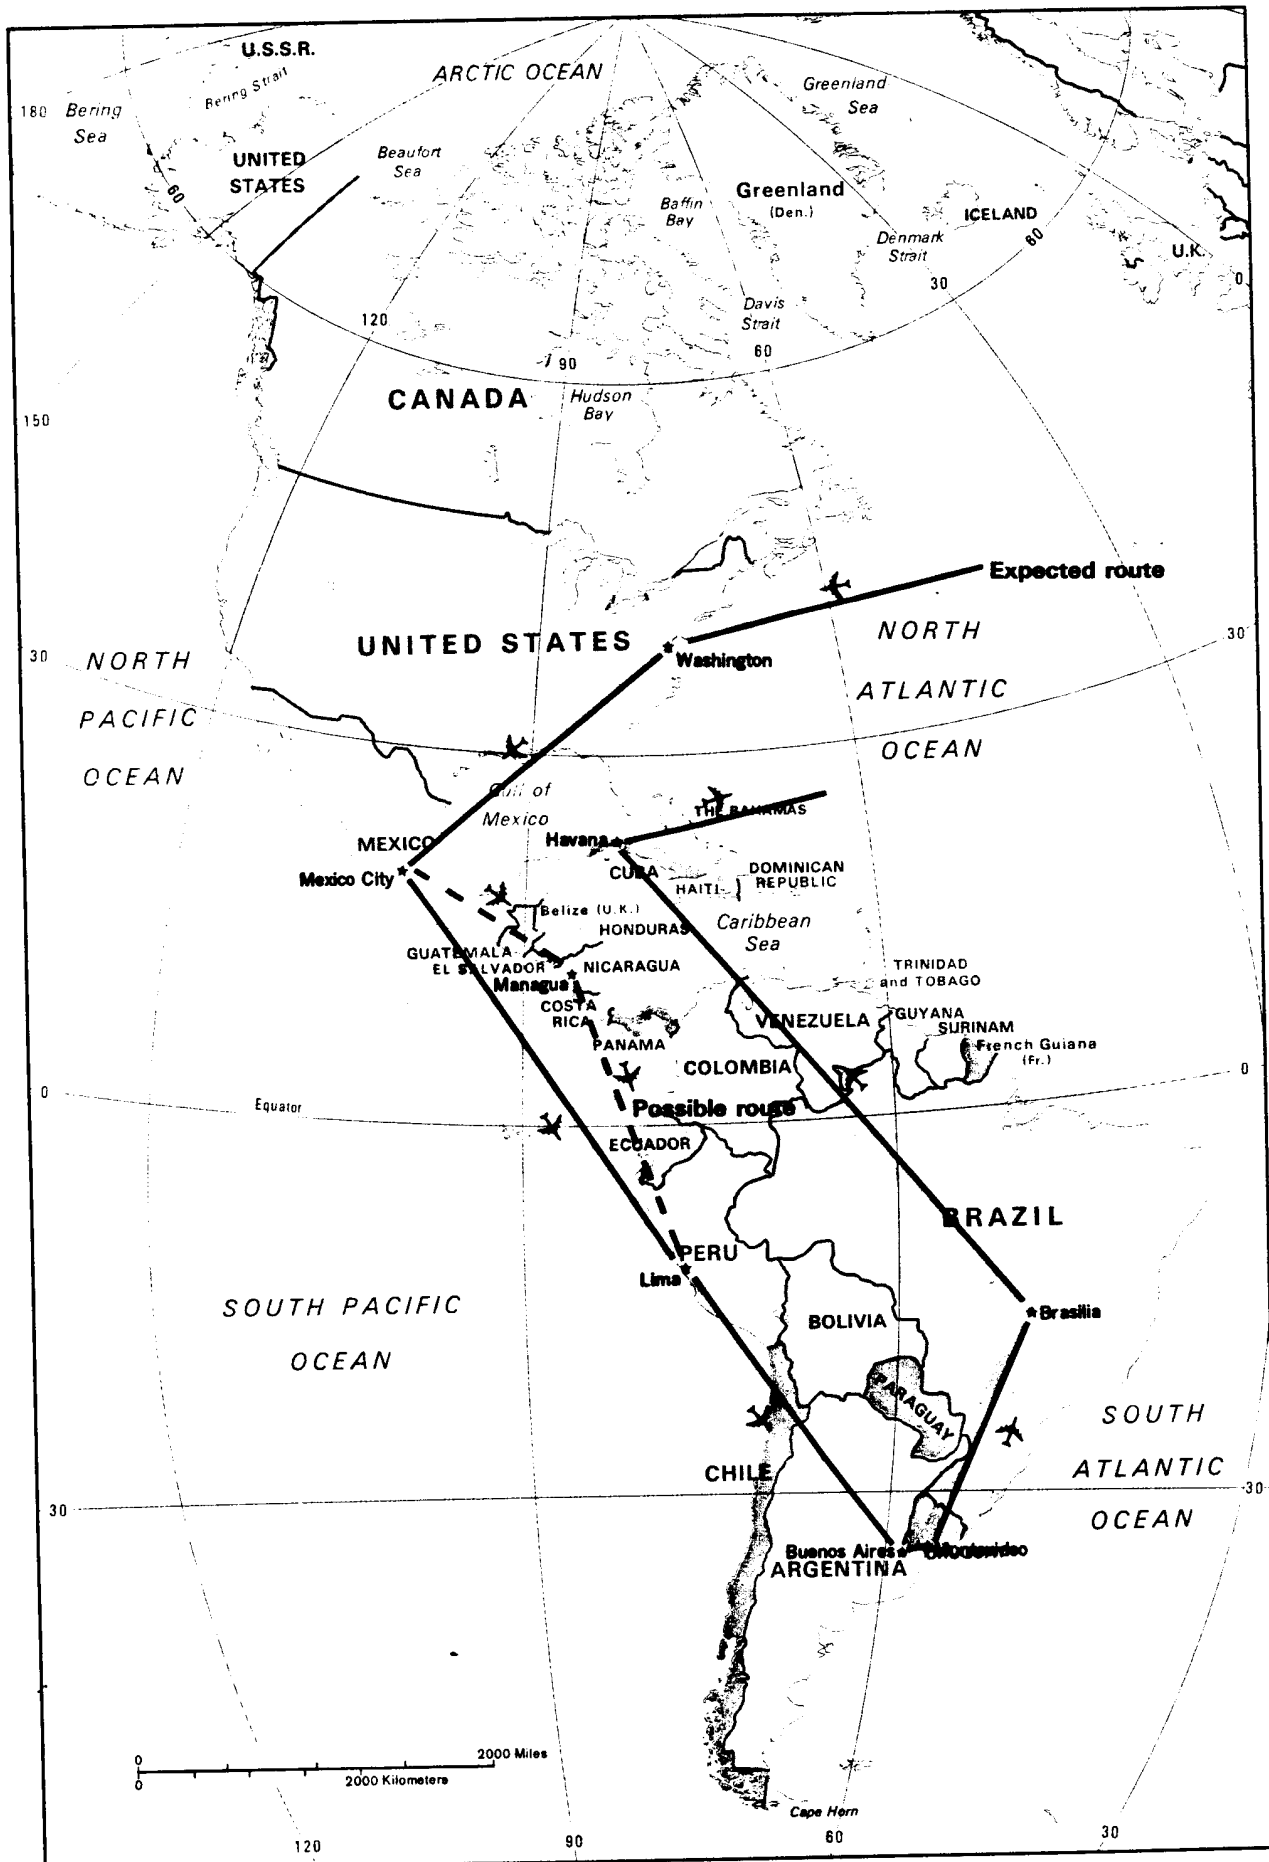 U.S.S.R.
Bering Strait
ARCTIC OCEAN
Greenland
Sea
180
Bering
Sea
UNITED
STATES
60
Beaufort
Sea
Baffin
Bay
Greenland
(Den.)
ICELAND
60
Denmark
Strait
U.K.
0
30
Davis
Strait
120
60
90
CANADA
Hudson
Bay
150
Expected route
NORTH
ATLANTIC
OCEAN
30
UNITED STATES
Washington
30
NORTH
PACIFIC
OCEAN
Gulf of
Mexico
THE BAHAMAS
MEXICO
Havana
Mexico City
CUBA
HAITI
DOMINICAN
REPUBLIC
Belize (U.K.)
HONDURAS
Caribbean
Sea
GUATEMALA
EL SALVADOR
NICARAGUA
Managua
COSTA
RICA
TRINIDAD
and TOBAGO
PANAMA
VENEZUELA
GUYANA
SURINAM
French Guiana
(Fr.)
COLOMBIA
0
0
Equator
Possible route
ECUADOR
BRAZIL
PERU
Lima
SOUTH PACIFIC
OCEAN
BOLIVIA
Brasilia
PARAGUAY
SOUTH
ATLANTIC
OCEAN
CHILE
30
30
Buenos Aires
Montevideo
ARGENTINA
0
2000 Miles
0
2000 Kilometers
Cape Horn
120
90
60
30